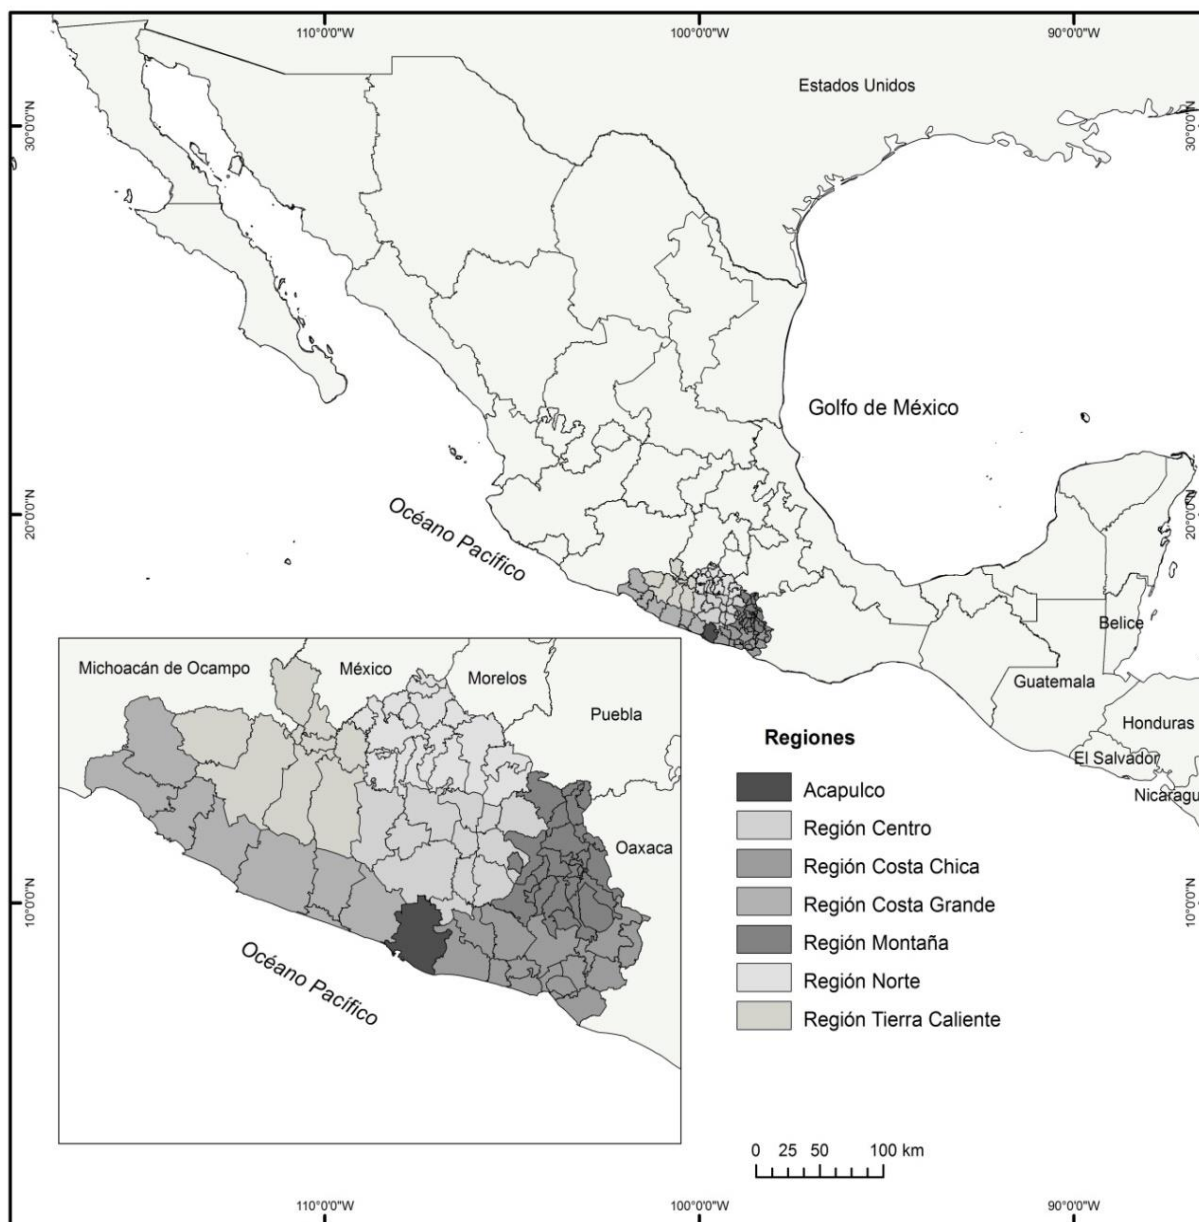 110°0'0"W 100°0'0"W 90°0'0"W
30°0'0"N
30°0'0"N
Estados Unidos
Golfo de México
20°0'0"N
20°0'0"N
Océano Pacífico
Belice
Guatemala
Honduras
El Salvador
Nicaragu
10°0'0"N
10°0'0"N
Michoacán de Ocampo
México
Morelos
Puebla
Oaxaca
Océano Pacífico
Regiones
Acapulco
Región Centro
Región Costa Chica
Región Costa Grande
Región Montaña
Región Norte
Región Tierra Caliente
0 25 50 100 km
110°0'0"W 100°0'0"W 90°0'0"W